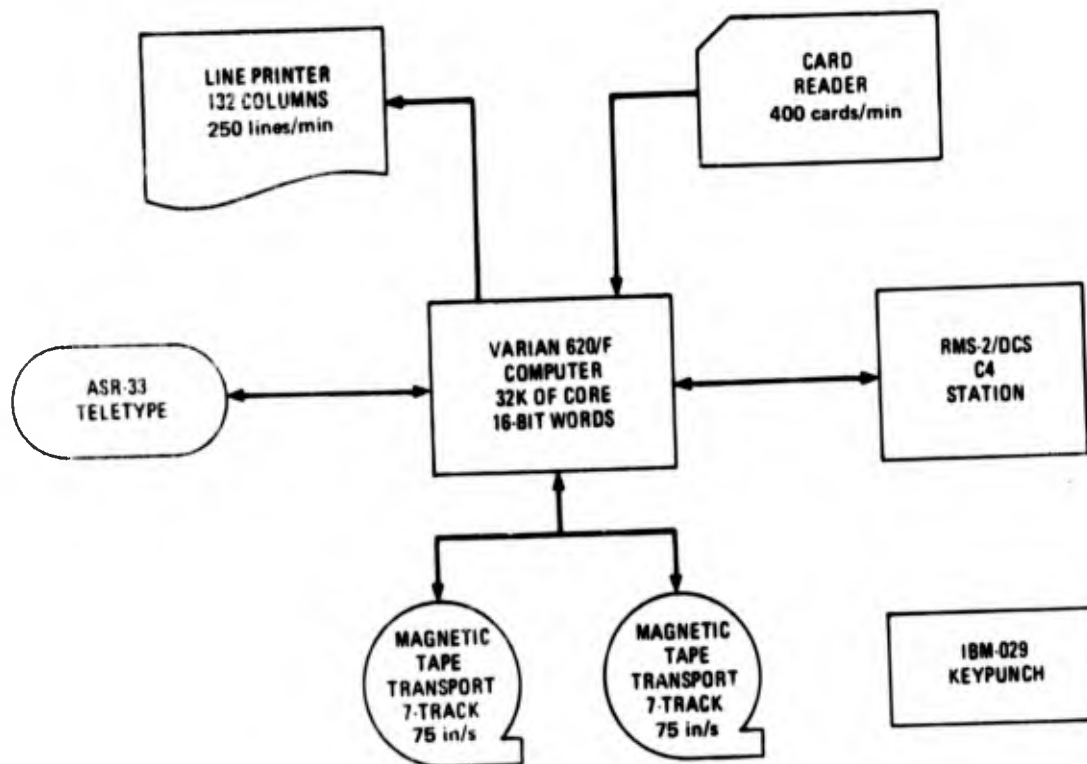 LINE PRINTER
132 COLUMNS
250 lines/min
CARD
READER
400 cards/min
VARIAN 620/F
COMPUTER
32K OF CORE
16-BIT WORDS
RMS-2/DCS
C4
STATION
ASR-33
TELETYPE
MAGNETIC
TAPE
TRANSPORT
7-TRACK
75 in/s
MAGNETIC
TAPE
TRANSPORT
7-TRACK
75 in/s
IBM-029
KEYPUNCH